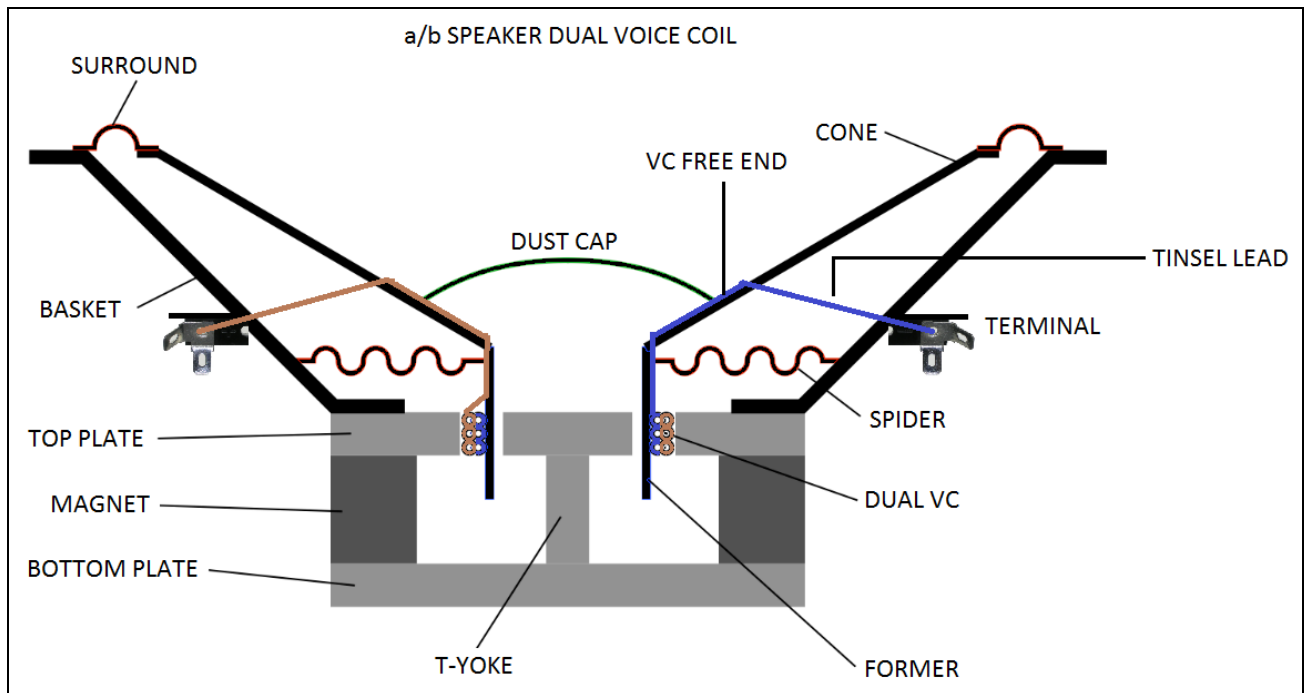 a/b SPEAKER DUAL VOICE COIL
SURROUND
CONE
VC FREE END
DUST CAP
TINSEL LEAD
BASKET
TERMINAL
SPIDER
TOP PLATE
DUAL VC
MAGNET
BOTTOM PLATE
T-YOKE
FORMER